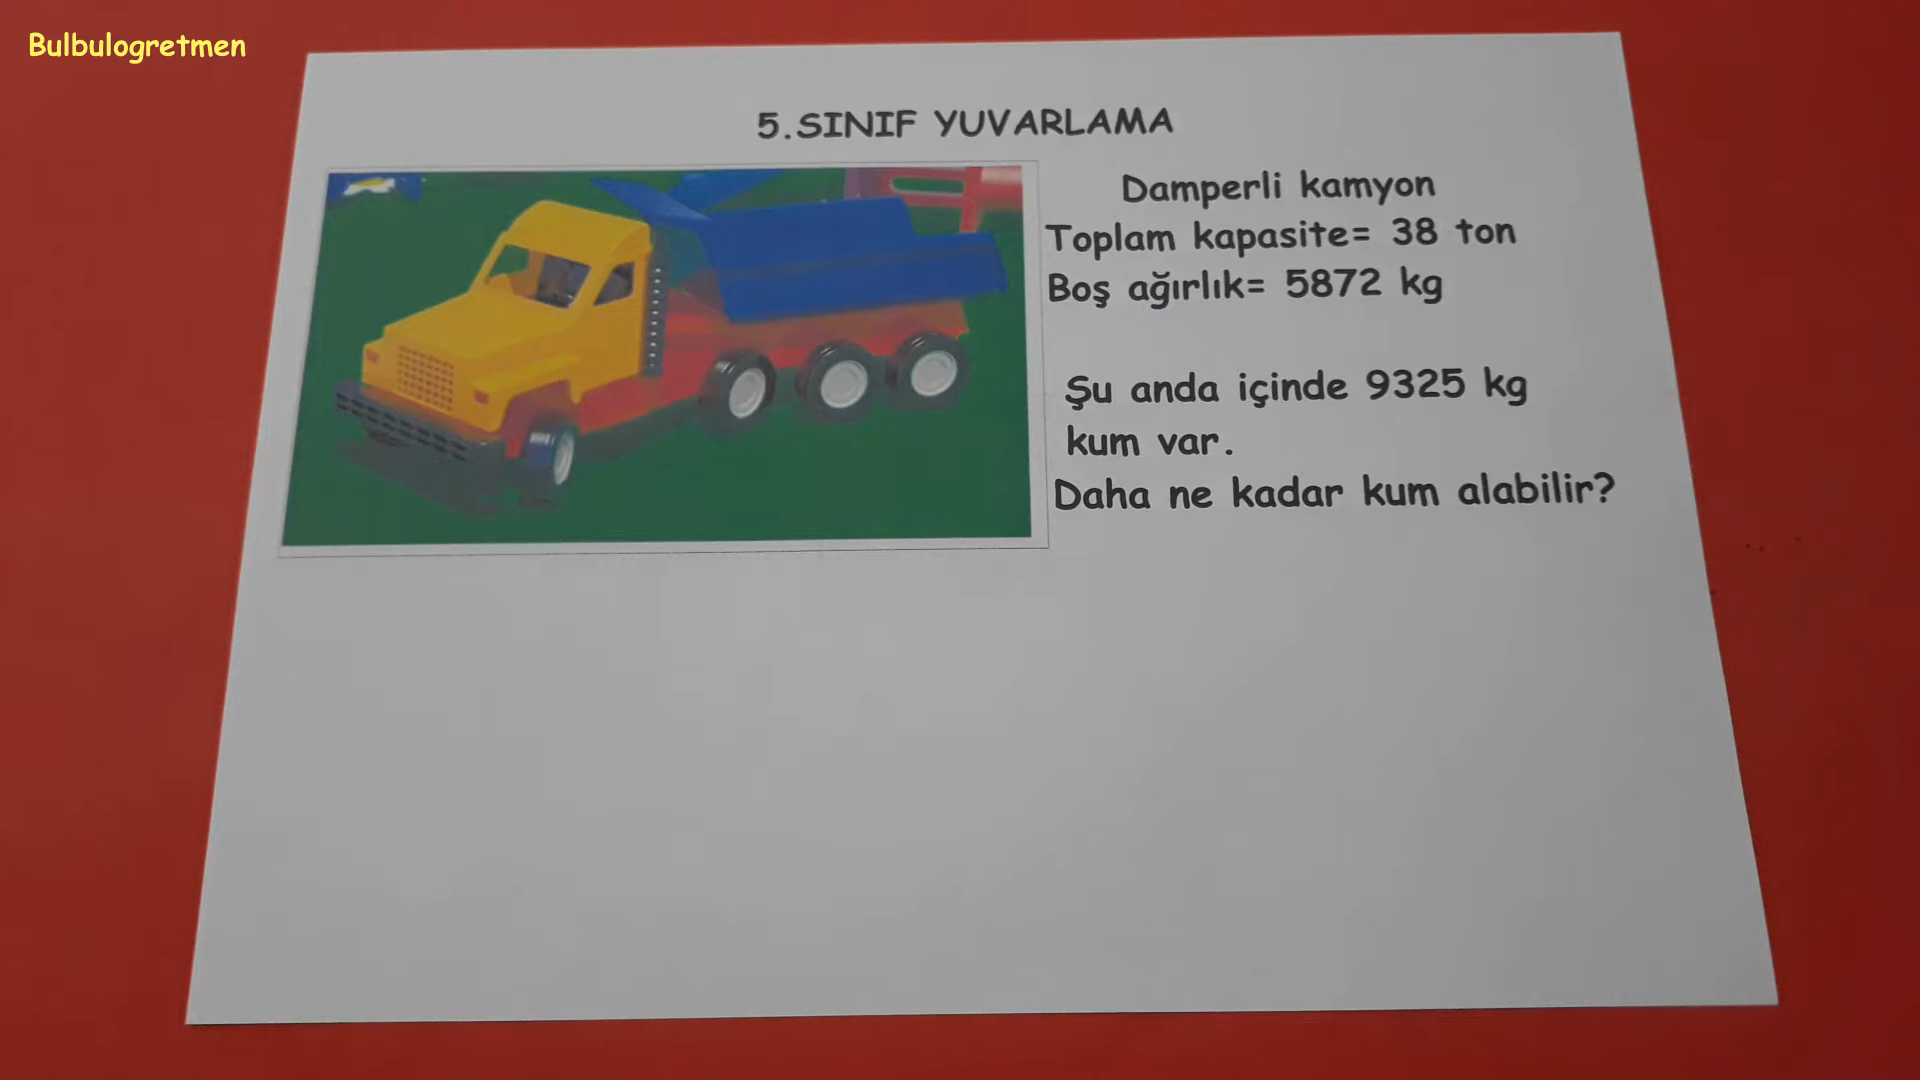 Bulbulogretmen
5.SINIF YUVARLAMA
Damperli kamyon
Toplam kapasite= 38 ton
Boş ağırlık= 5872 kg
Şu anda içinde 9325 kg
kum var.
Daha ne kadar kum alabilir?